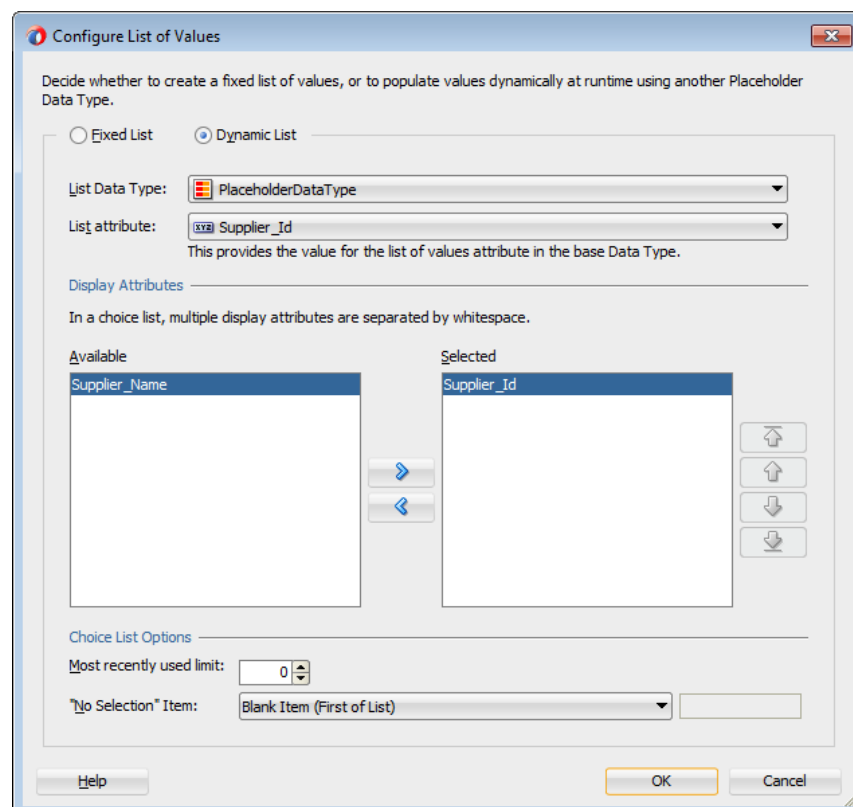 Configure List of Values
Decide whether to create a fixed list of values, or to populate values dynamically at runtime using another Placeholder
Data Type.
Fixed List Dynamic List
List Data Type: PlaceholderDataType
List attribute: xyz Supplier_Id
This provides the value for the list of values attribute in the base Data Type.
Display Attributes
In a choice list, multiple display attributes are separated by whitespace.
Available Selected
Supplier_Name Supplier_Id
Choice List Options
Most recently used limit: 0
"No Selection" Item: Blank Item (First of List)
Help OK Cancel